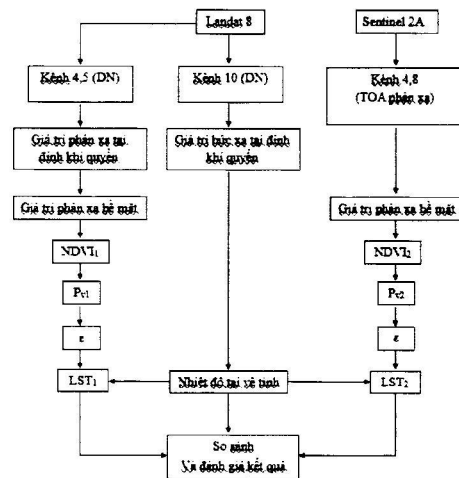 Landat 8
Sentinel 2A
Kênh 4,5 (DN)
Kênh 10 (DN)
Kênh 4,8
(TOA phản xạ)
Giá trị phản xạ tại
đỉnh khí quyển
Giá trị bức xạ tại đỉnh
khí quyển
Giá trị phản xạ bề mặt
Giá trị phản xạ bề mặt
NDVI1
NDVI2
Pv1
Pv2
ε
ε
LST1
Nhiệt độ tại vệ tinh
LST2
So sánh
Và đánh giá kết quả